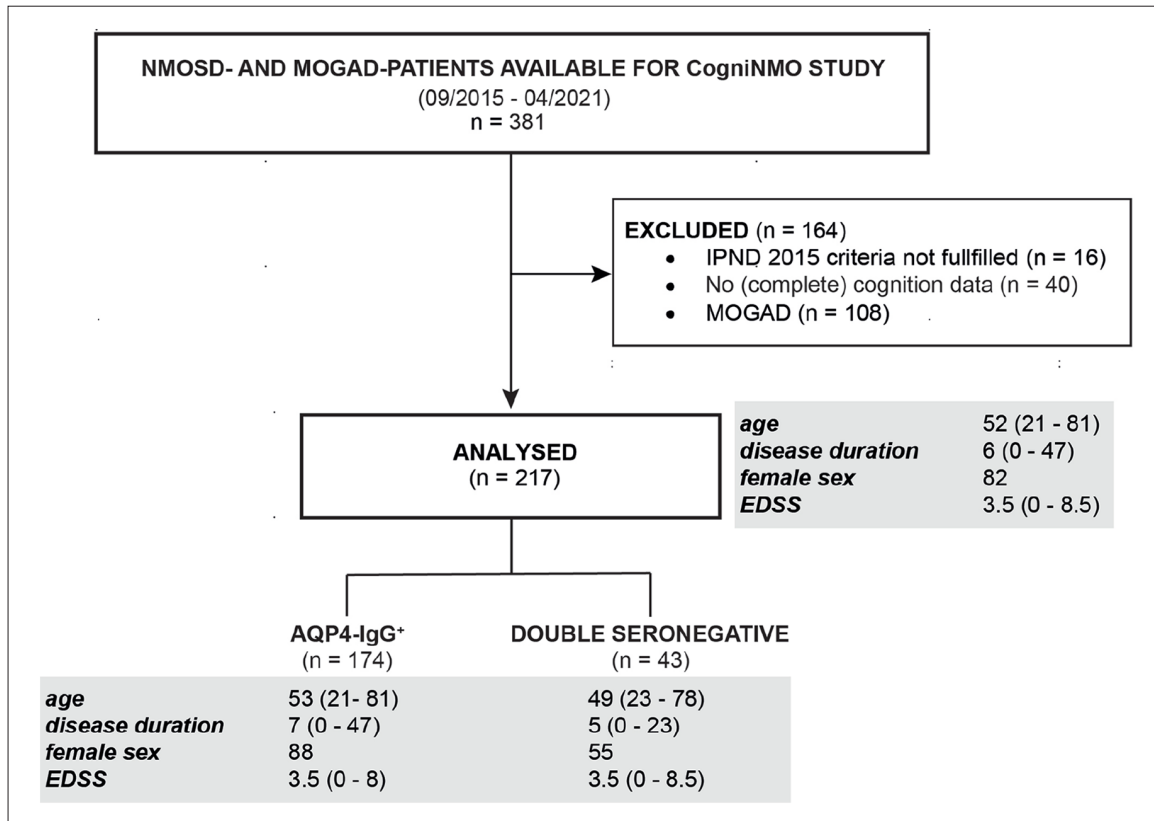 NMOSD- AND MOGAD-PATIENTS AVAILABLE FOR CogniNMO STUDY
(09/2015 - 04/2021)
n = 381
EXCLUDED (n = 164)
• IPND 2015 criteria not fullfilled (n = 16)
• No (complete) cognition data (n = 40)
• MOGAD (n = 108)
ANALYSED
(n = 217)
age 52 (21 - 81)
disease duration 6 (0 - 47)
female sex 82
EDSS 3.5 (0 - 8.5)
AQP4-IgG⁺ DOUBLE SERONEGATIVE
(n = 174) (n = 43)
age 53 (21- 81) 49 (23 - 78)
disease duration 7 (0 - 47) 5 (0 - 23)
female sex 88 55
EDSS 3.5 (0 - 8) 3.5 (0 - 8.5)